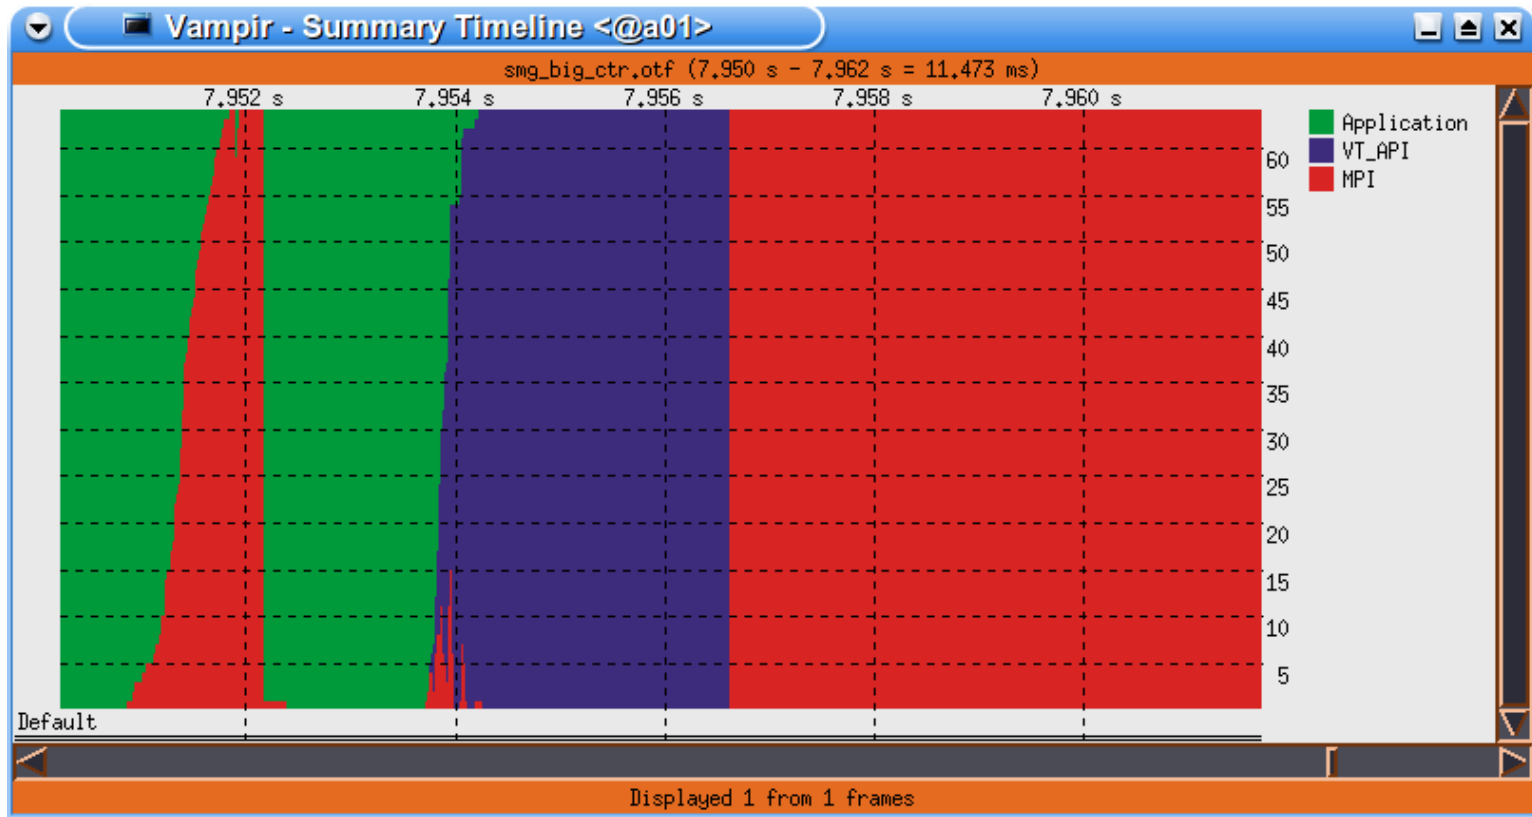 Vampir - Summary Timeline <@a01>
smg_big_ctr.otf (7.950 s - 7.962 s = 11.473 ms)
7.952 s 7.954 s 7.956 s 7.958 s 7.960 s
Application
VT_API
MPI
60
55
50
45
40
35
30
25
20
15
10
5
Default
Displayed 1 from 1 frames